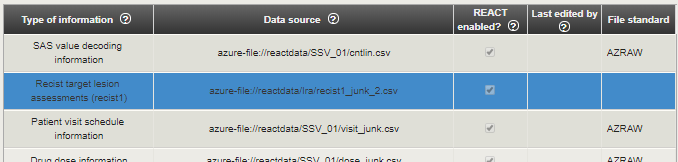 Type of information Data source REACT enabled? Last edited by File standard
SAS value decoding information azure-file://reactdata/SSV_01/cntlin.csv AZRAW
Recist target lesion assessments (recist1) azure-file://reactdata/lra/recist1_junk_2.csv
Patient visit schedule information azure-file://reactdata/SSV_01/visit_junk.csv AZRAW
Drug dose information azure-file://reactdata/SSV_01/dose_junk.csv AZRAW